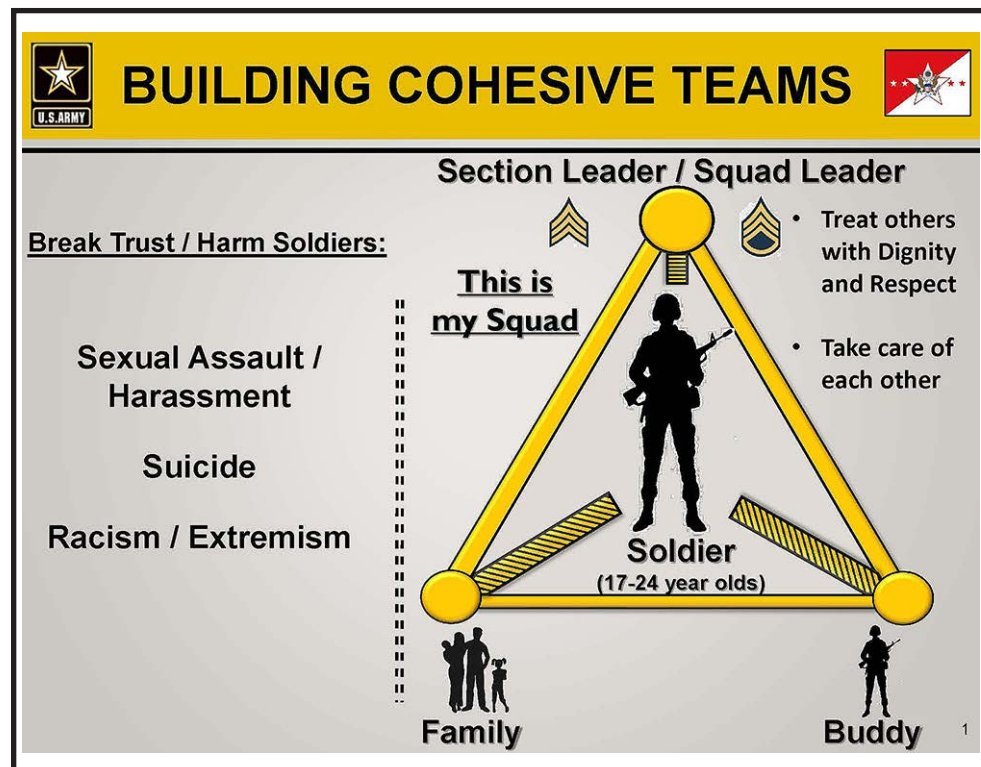 U.S.ARMY
BUILDING COHESIVE TEAMS
Break Trust / Harm Soldiers:
Sexual Assault /
Harassment
Suicide
Racism / Extremism
Section Leader / Squad Leader
This is
my Squad
• Treat others
with Dignity
and Respect
• Take care of
each other
Soldier
(17-24 year olds)
Family
Buddy
1